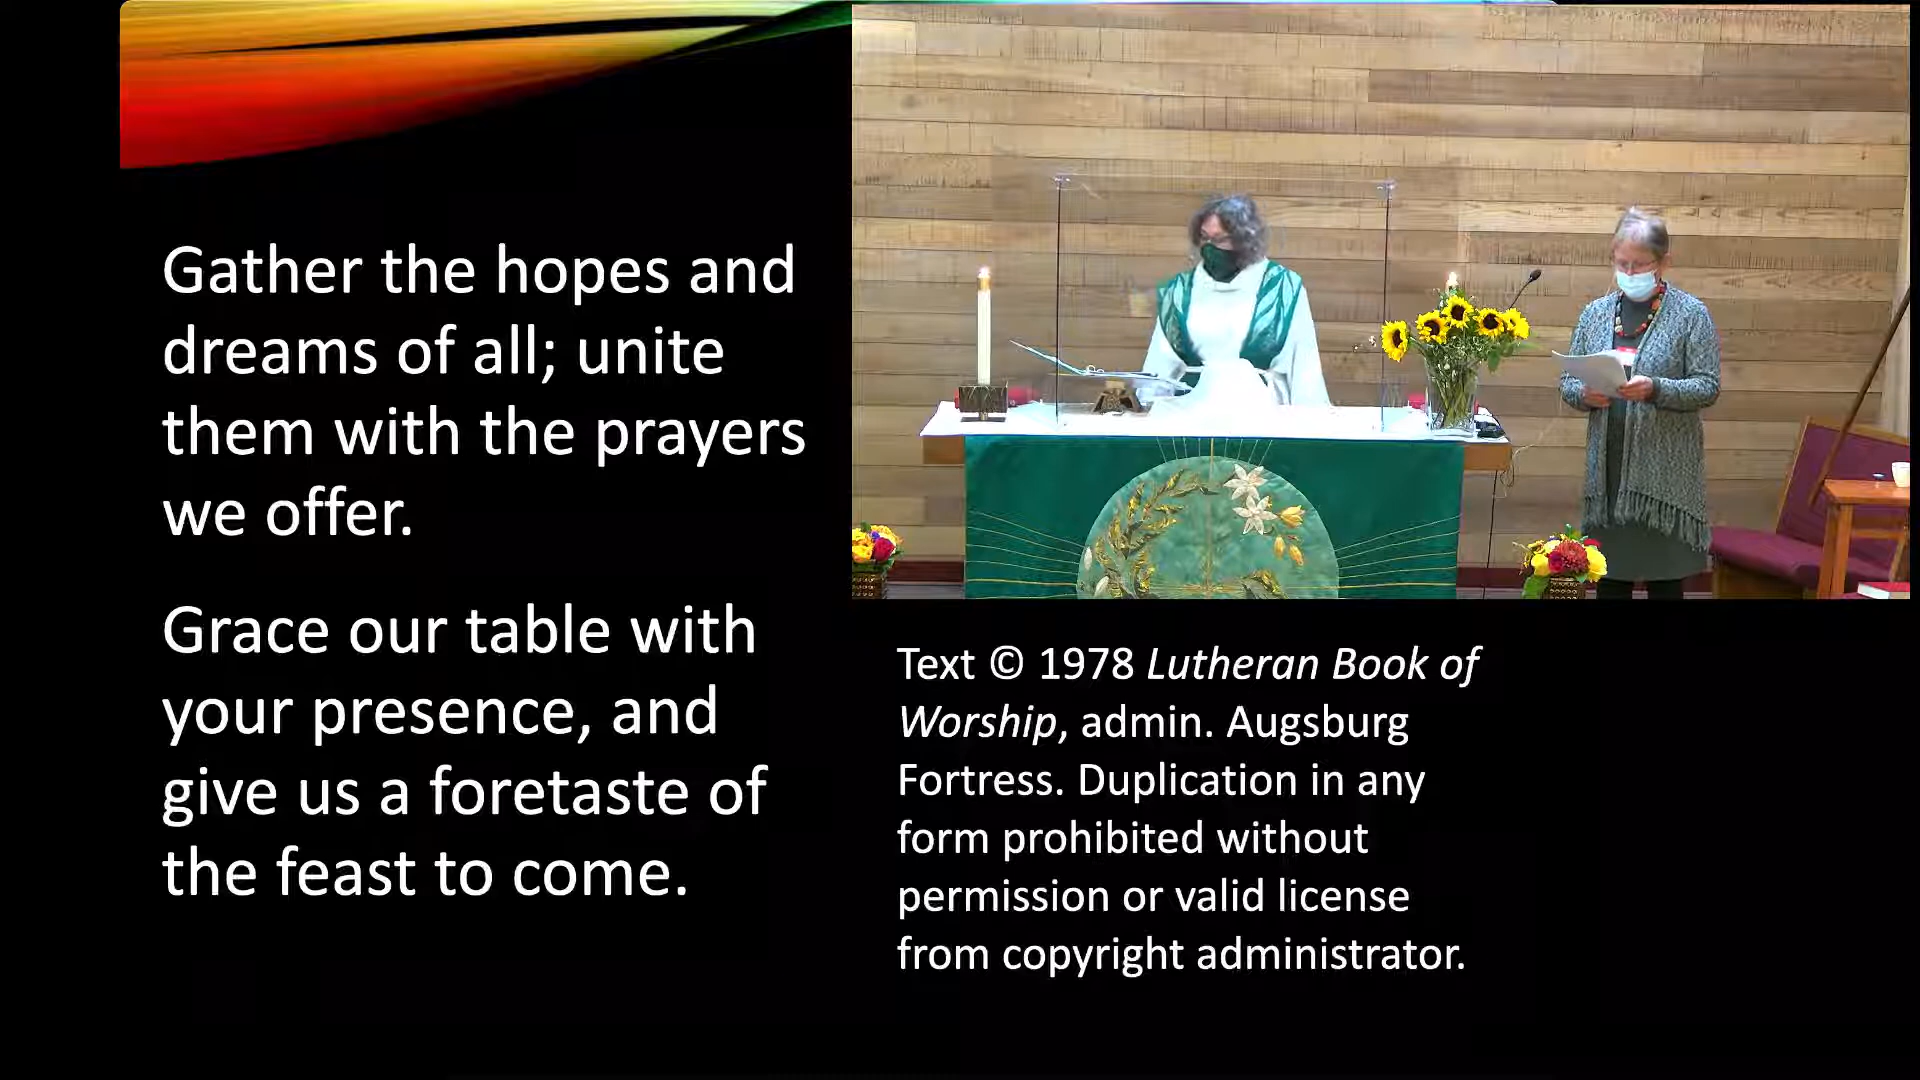 Gather the hopes and
dreams of all; unite
them with the prayers
we offer.
Grace our table with
your presence, and
give us a foretaste of
the feast to come.
Text © 1978 Lutheran Book of
Worship, admin. Augsburg
Fortress. Duplication in any
form prohibited without
permission or valid license
from copyright administrator.